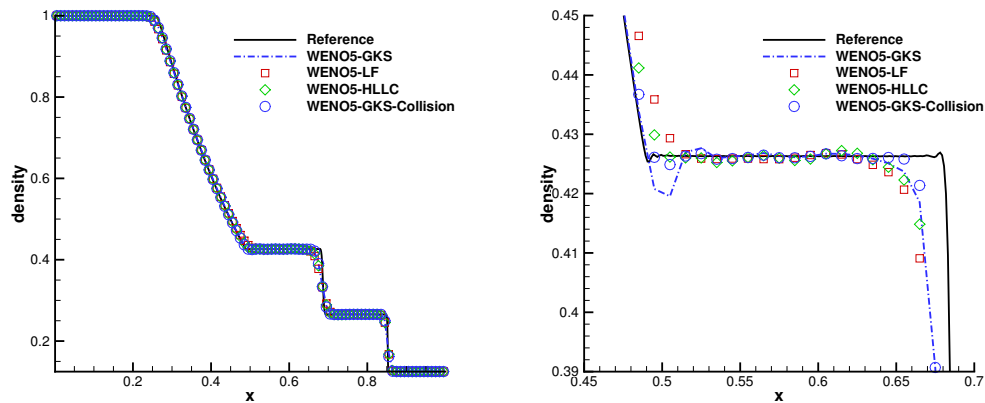 1
0.8
0.6
0.4
0.2
0.2
0.4
0.6
0.8
x
density
Reference
WENO5-GKS
WENO5-LF
WENO5-HLLC
WENO5-GKS-Collision
0.45
0.44
0.43
0.42
0.41
0.4
0.39
0.45
0.5
0.55
0.6
0.65
0.7
x
density
Reference
WENO5-GKS
WENO5-LF
WENO5-HLLC
WENO5-GKS-Collision